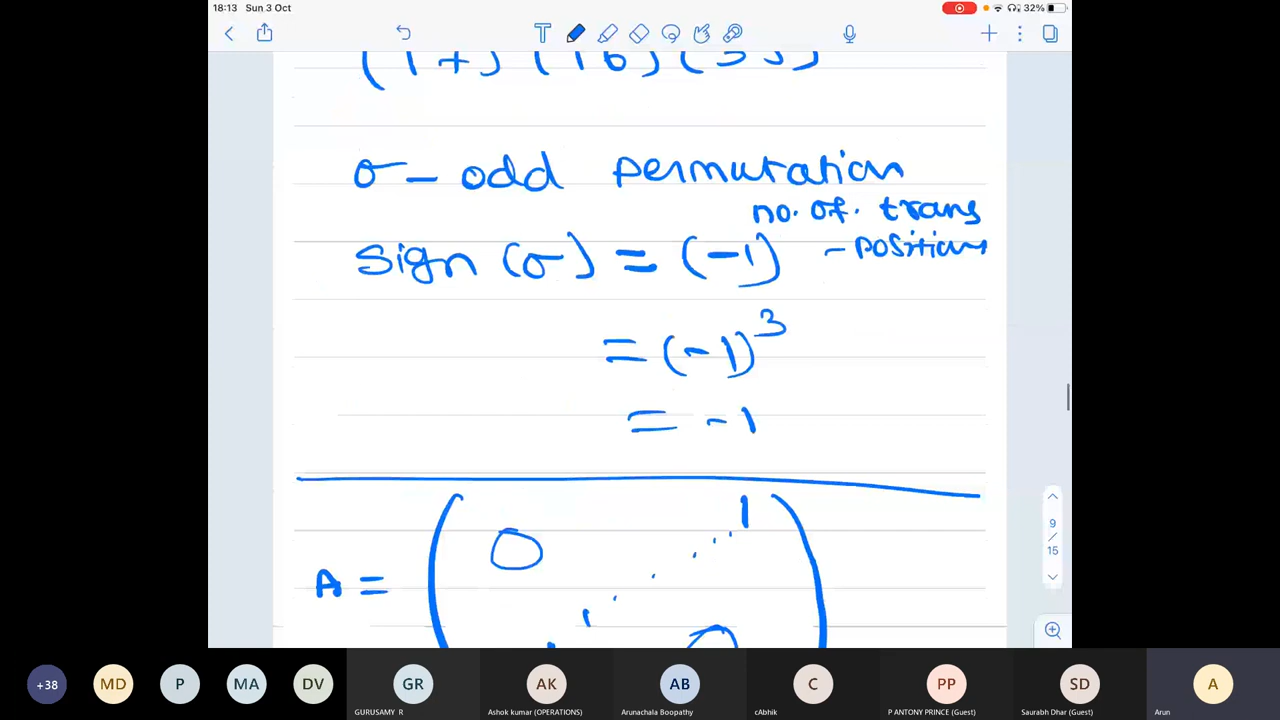 18:13 Sun 3 Oct
32%
T
σ - odd permutation
no. of. trans
sign (σ) = (-1) - positions
= (-1)³
= -1
1
0
A =
9
/
15
+38
MD
P
MA
DV
GR
AK
AB
C
PP
SD
A
GURUSAMY R
Ashok kumar (OPERATIONS)
Arunachala Boopathy
cAbhik
P ANTONY PRINCE (Guest)
Saurabh Dhar (Guest)
Arun